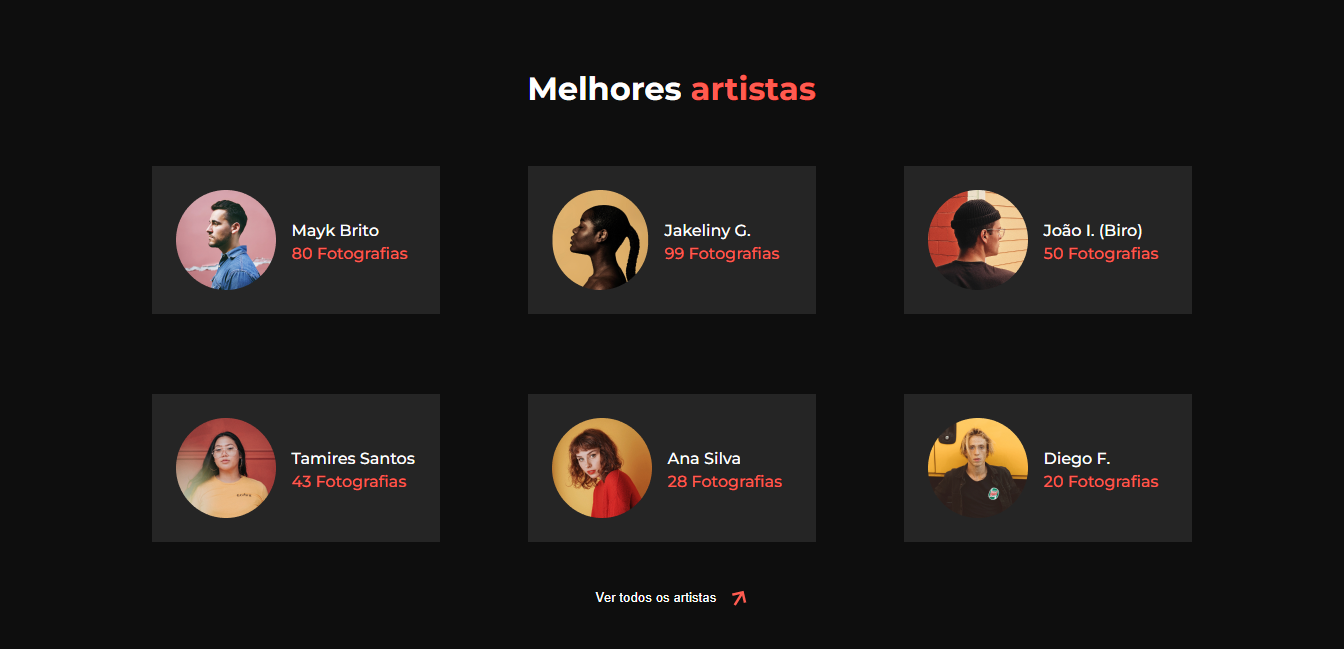 Melhores artistas
Mayk Brito
80 Fotografias
Jakeliny G.
99 Fotografias
João I. (Biro)
50 Fotografias
Tamires Santos
43 Fotografias
Ana Silva
28 Fotografias
Diego F.
20 Fotografias
Ver todos os artistas